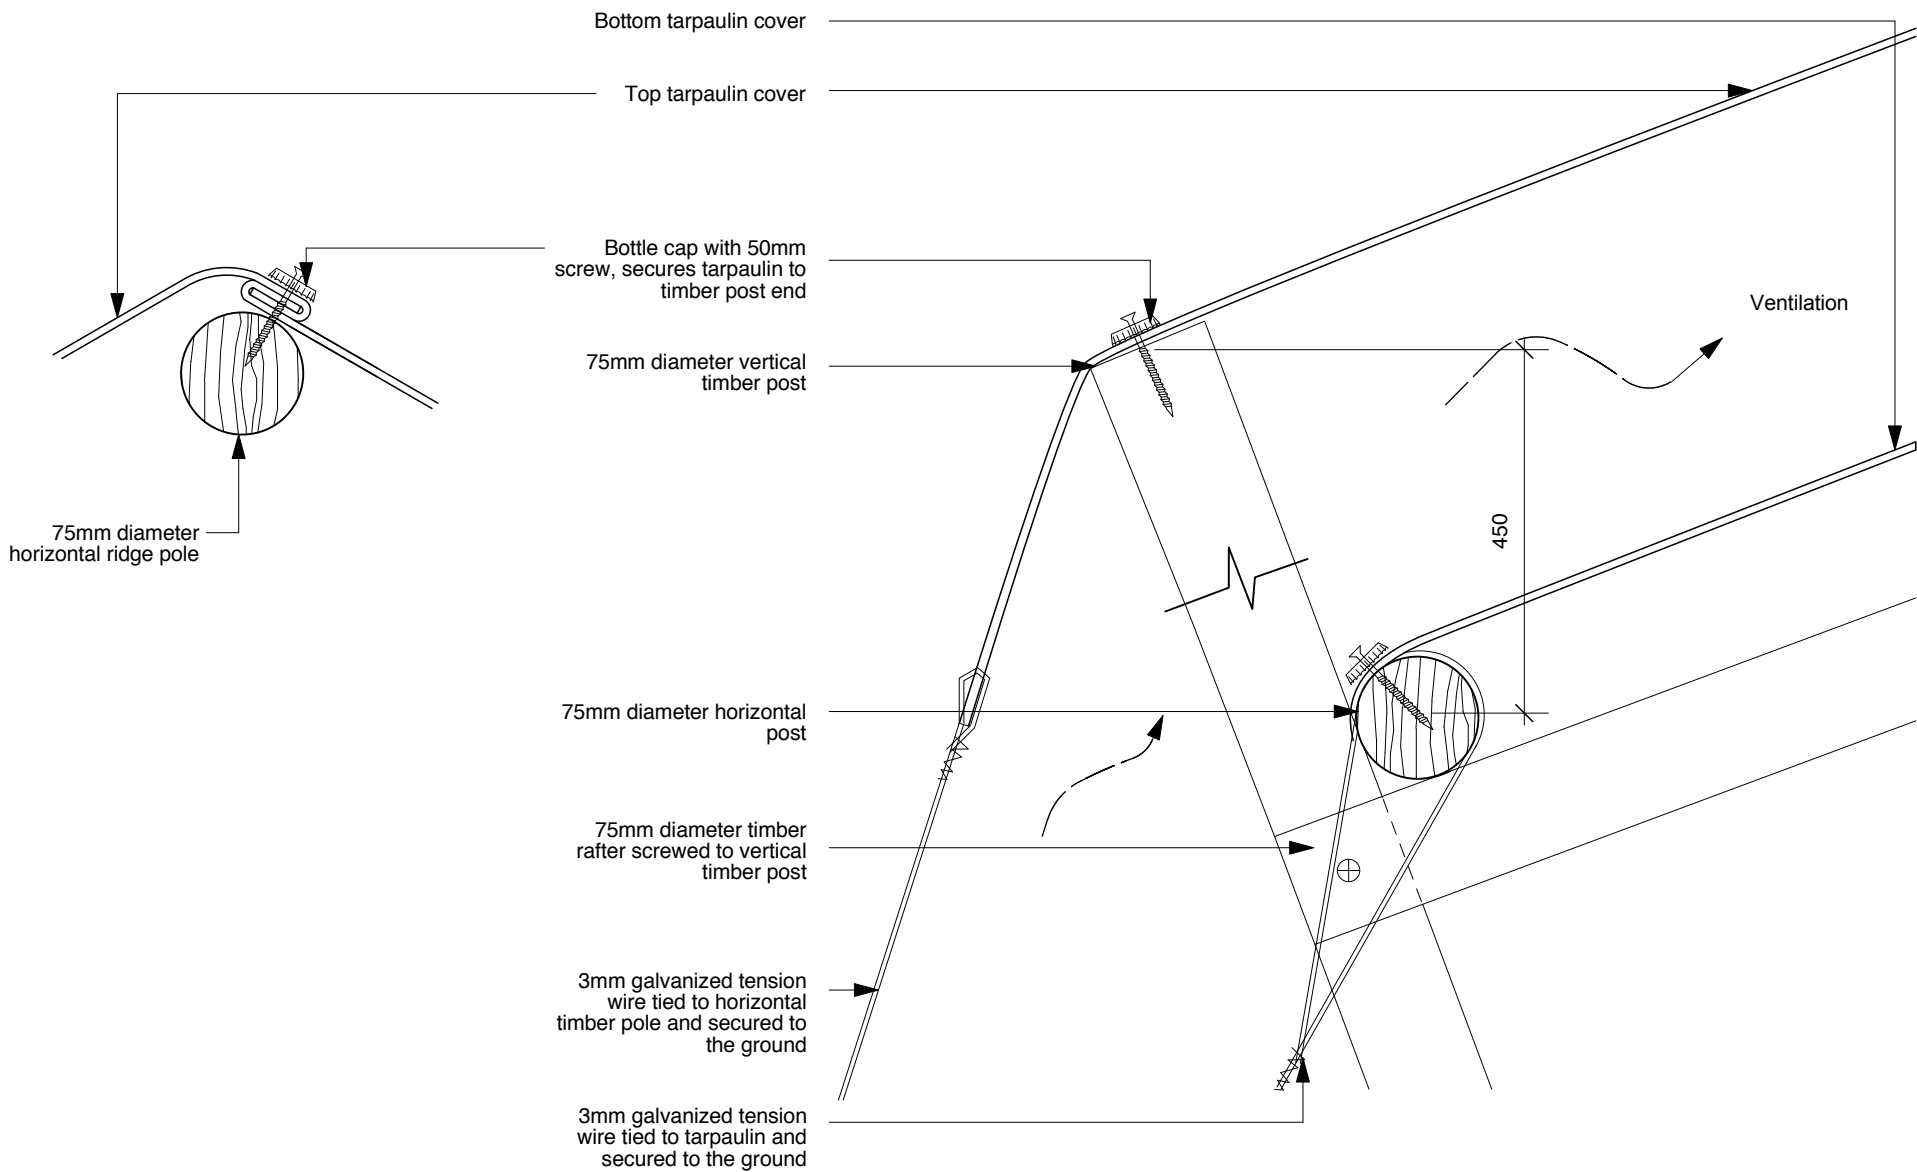 Bottom tarpaulin cover
Top tarpaulin cover
Bottle cap with 50mm
screw, secures tarpaulin to
timber post end
Ventilation
75mm diameter vertical
timber post
75mm diameter
horizontal ridge pole
450
75mm diameter horizontal
post
75mm diameter timber
rafter screwed to vertical
timber post
3mm galvanized tension
wire tied to horizontal
timber pole and secured to
the ground
3mm galvanized tension
wire tied to tarpaulin and
secured to the ground